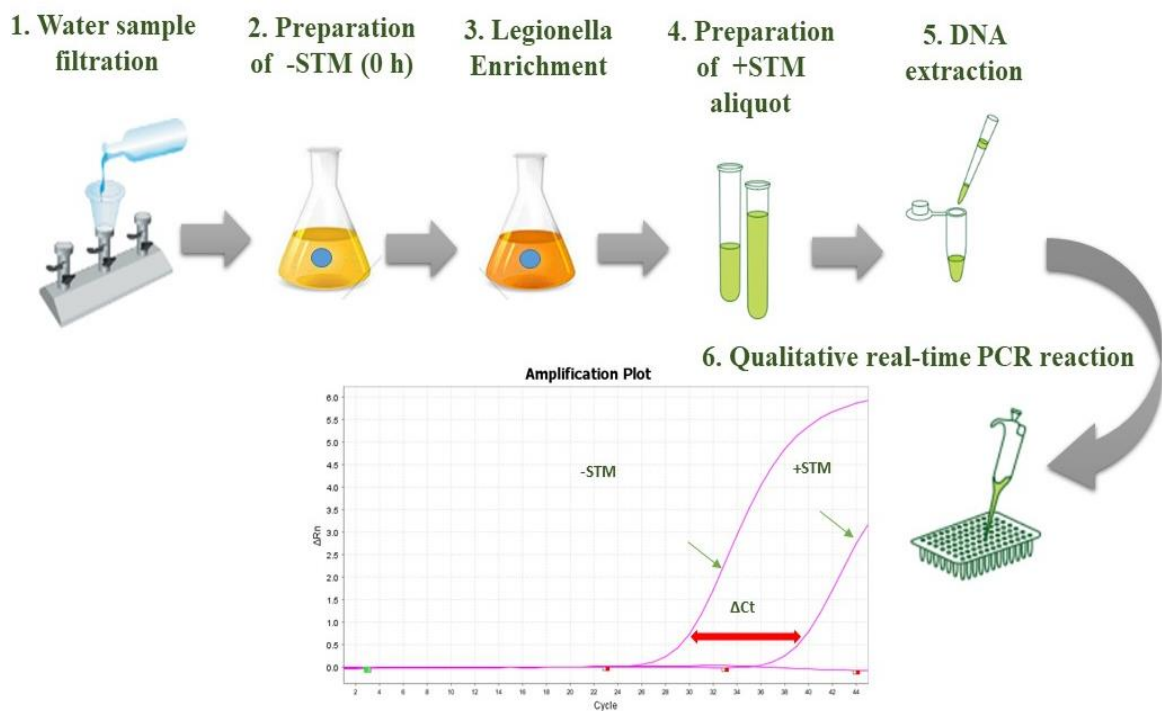 1. Water sample
filtration
2. Preparation
of -STM (0 h)
3. Legionella
Enrichment
4. Preparation
of +STM
aliquot
5. DNA
extraction
6. Qualitative real-time PCR reaction
Amplification Plot
6.0
5.5
5.0
4.5
4.0
3.5
3.0
2.5
2.0
1.5
1.0
0.5
0.0
ΔRn
-STM
+STM
ΔCt
2 4 6 8 10 12 14 16 18 20 22 24 26 28 30 32 34 36 38 40 42 44
Cycle